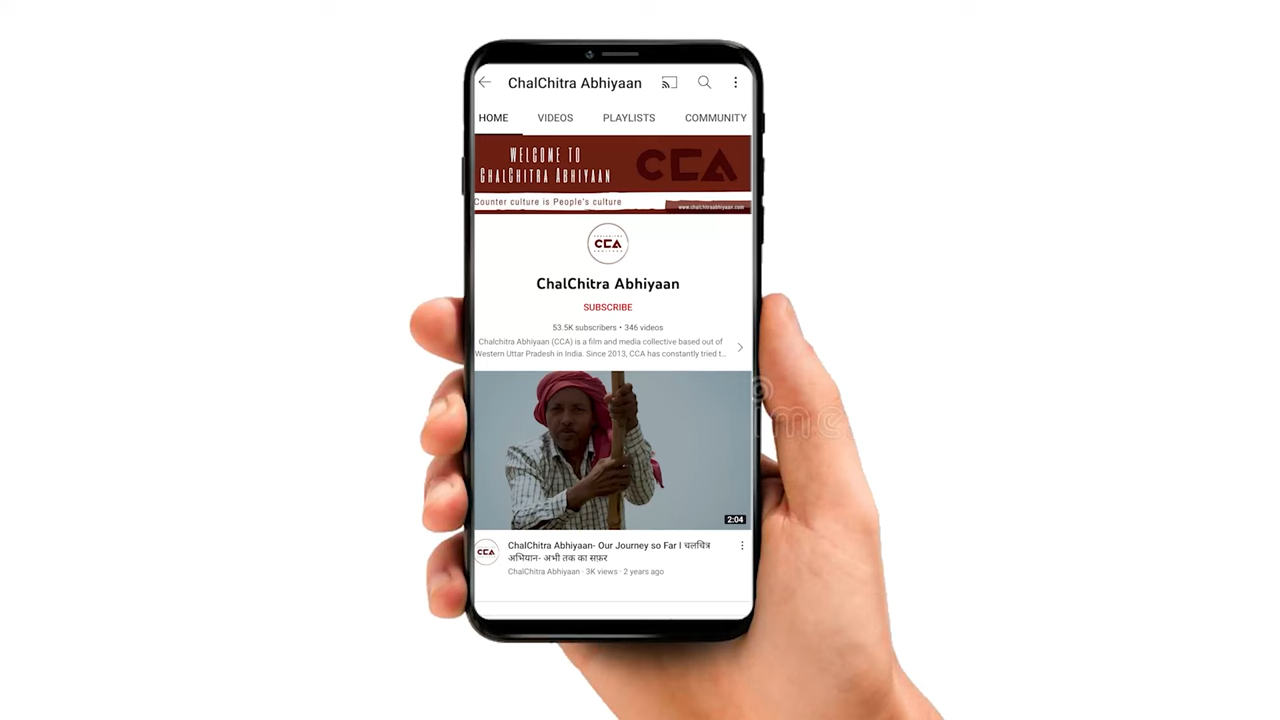 ChalChitra Abhiyaan
HOME VIDEOS PLAYLISTS COMMUNITY
WELCOME TO
CHALCHITRA ABHIYAAN
CCA
Counter culture is People's culture
www.chalchitraabhiyaan.com
CCA
ChalChitra Abhiyaan
SUBSCRIBE
53.5K subscribers • 346 videos
Chalchitra Abhiyaan (CCA) is a film and media collective based out of
Western Uttar Pradesh in India. Since 2013, CCA has constantly tried t...
2:04
CCA
ChalChitra Abhiyaan- Our Journey so Far I चलचित्र
अभियान- अभी तक का सफ़र
ChalChitra Abhiyaan · 3K views · 2 years ago